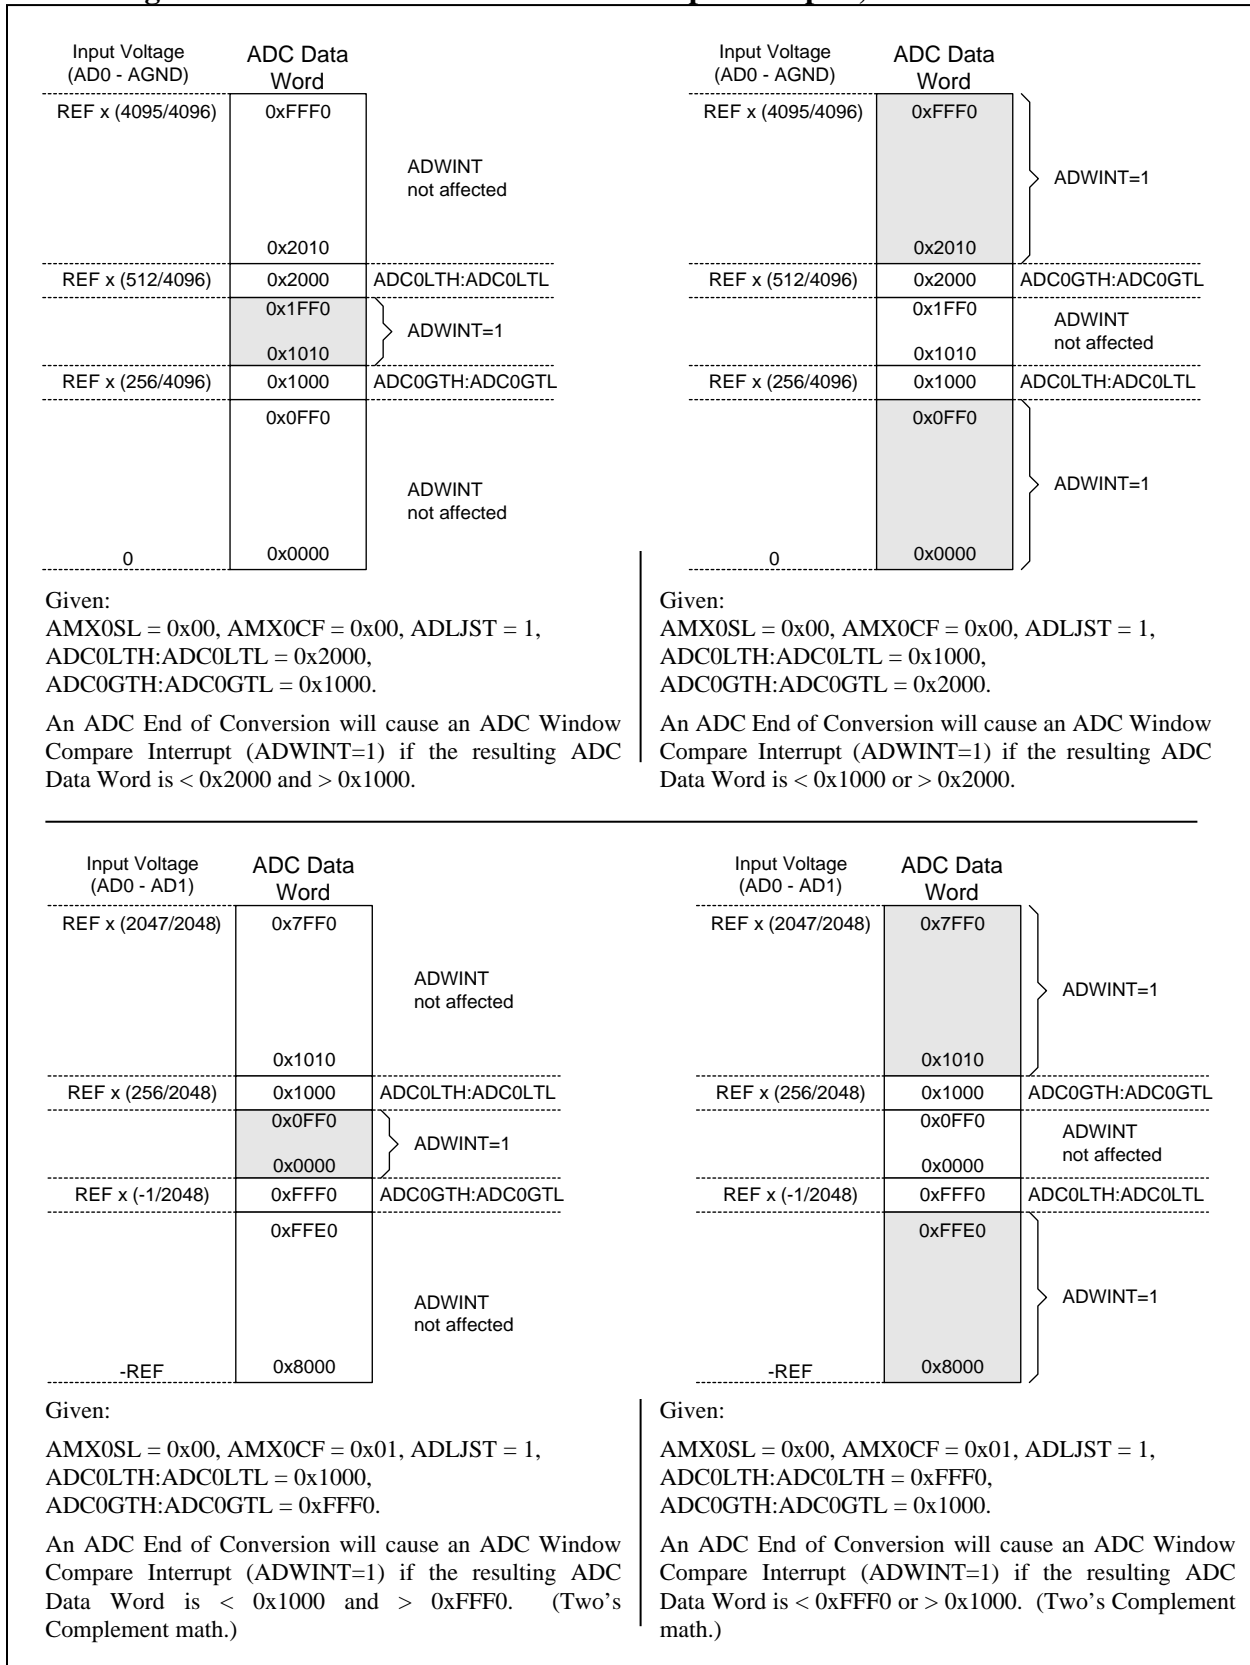 Input Voltage
(AD0 - AGND)
ADC Data
Word
REF x (4095/4096)
0xFFF0
ADWINT
not affected
0x2010
REF x (512/4096)
0x2000
ADC0LTH:ADC0LTL
0x1FF0
ADWINT=1
0x1010
REF x (256/4096)
0x1000
ADC0GTH:ADC0GTL
0x0FF0
ADWINT
not affected
0
0x0000
Given:
AMX0SL = 0x00, AMX0CF = 0x00, ADLJST = 1,
ADC0LTH:ADC0LTL = 0x2000,
ADC0GTH:ADC0GTL = 0x1000.
An ADC End of Conversion will cause an ADC Window
Compare Interrupt (ADWINT=1) if the resulting ADC
Data Word is < 0x2000 and > 0x1000.
Input Voltage
(AD0 - AGND)
ADC Data
Word
REF x (4095/4096)
0xFFF0
ADWINT=1
0x2010
REF x (512/4096)
0x2000
ADC0GTH:ADC0GTL
0x1FF0
ADWINT
not affected
0x1010
REF x (256/4096)
0x1000
ADC0LTH:ADC0LTL
0x0FF0
ADWINT=1
0
0x0000
Given:
AMX0SL = 0x00, AMX0CF = 0x00, ADLJST = 1,
ADC0LTH:ADC0LTL = 0x1000,
ADC0GTH:ADC0GTL = 0x2000.
An ADC End of Conversion will cause an ADC Window
Compare Interrupt (ADWINT=1) if the resulting ADC
Data Word is < 0x1000 or > 0x2000.
Input Voltage
(AD0 - AD1)
ADC Data
Word
REF x (2047/2048)
0x7FF0
ADWINT
not affected
0x1010
REF x (256/2048)
0x1000
ADC0LTH:ADC0LTL
0x0FF0
ADWINT=1
0x0000
REF x (-1/2048)
0xFFF0
ADC0GTH:ADC0GTL
0xFFE0
ADWINT
not affected
-REF
0x8000
Given:
AMX0SL = 0x00, AMX0CF = 0x01, ADLJST = 1,
ADC0LTH:ADC0LTL = 0x1000,
ADC0GTH:ADC0GTL = 0xFFF0.
An ADC End of Conversion will cause an ADC Window
Compare Interrupt (ADWINT=1) if the resulting ADC
Data Word is < 0x1000 and > 0xFFF0. (Two's
Complement math.)
Input Voltage
(AD0 - AD1)
ADC Data
Word
REF x (2047/2048)
0x7FF0
ADWINT=1
0x1010
REF x (256/2048)
0x1000
ADC0GTH:ADC0GTL
0x0FF0
ADWINT
not affected
0x0000
REF x (-1/2048)
0xFFF0
ADC0LTH:ADC0LTL
0xFFE0
ADWINT=1
-REF
0x8000
Given:
AMX0SL = 0x00, AMX0CF = 0x01, ADLJST = 1,
ADC0LTH:ADC0LTH = 0xFFF0,
ADC0GTH:ADC0GTL = 0x1000.
An ADC End of Conversion will cause an ADC Window
Compare Interrupt (ADWINT=1) if the resulting ADC
Data Word is < 0xFFF0 or > 0x1000. (Two's Complement
math.)